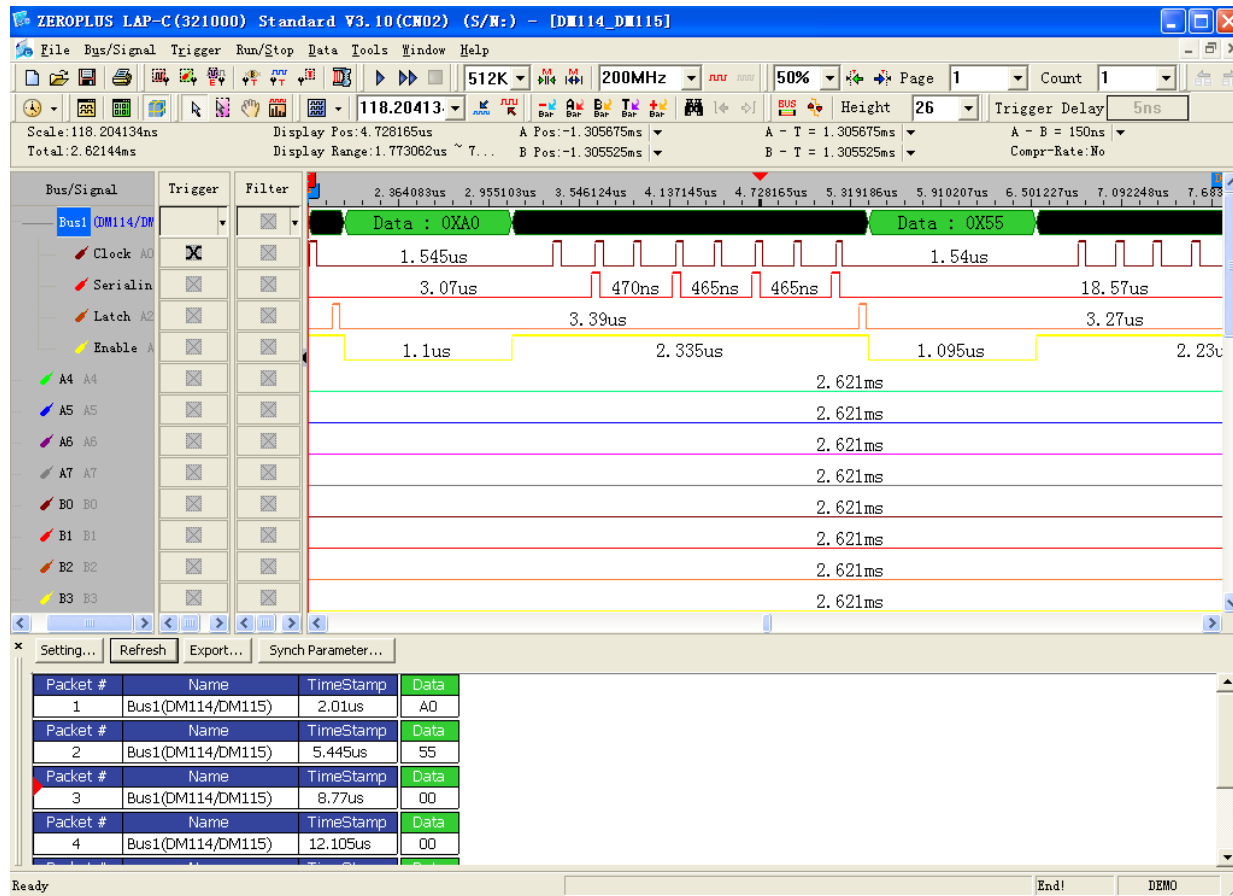 ZEROPLUS LAP-C(321000) Standard V3.10(CN02) (S/N:) - [DM114_DM115]
File Bus/Signal Trigger Run/Stop Data Tools Window Help
512K 200MHz 50% Page 1 Count 1
118.20413 Bar Bar Bar Bar Bar BUS Height 26 Trigger Delay 5ns
Scale:118.204134ns Display Pos:4.728165us A Pos:-1.305675ms A - T = 1.305675ms A - B = 150ns
Total:2.62144ms Display Range:1.773062us ~ 7... B Pos:-1.305525ms B - T = 1.305525ms Compr-Rate:No
Bus/Signal Trigger Filter 2.364083us 2.955103us 3.546124us 4.137145us 4.728165us 5.319186us 5.910207us 6.501227us 7.092248us 7.683
Bus1 (DM114/DM Data : 0XA0 Data : 0X55
Clock A0 1.545us 1.54us
Serialin 3.07us 470ns 465ns 465ns 18.57us
Latch A2 3.39us 3.27us
Enable A 1.1us 2.335us 1.095us 2.23u
A4 A4 2.621ms
A5 A5 2.621ms
A6 A6 2.621ms
A7 A7 2.621ms
B0 B0 2.621ms
B1 B1 2.621ms
B2 B2 2.621ms
B3 B3 2.621ms
Setting... Refresh Export... Synch Parameter...
Packet # Name TimeStamp Data
1 Bus1(DM114/DM115) 2.01us A0
Packet # Name TimeStamp Data
2 Bus1(DM114/DM115) 5.445us 55
Packet # Name TimeStamp Data
3 Bus1(DM114/DM115) 8.77us 00
Packet # Name TimeStamp Data
4 Bus1(DM114/DM115) 12.105us 00
Ready End! DEMO